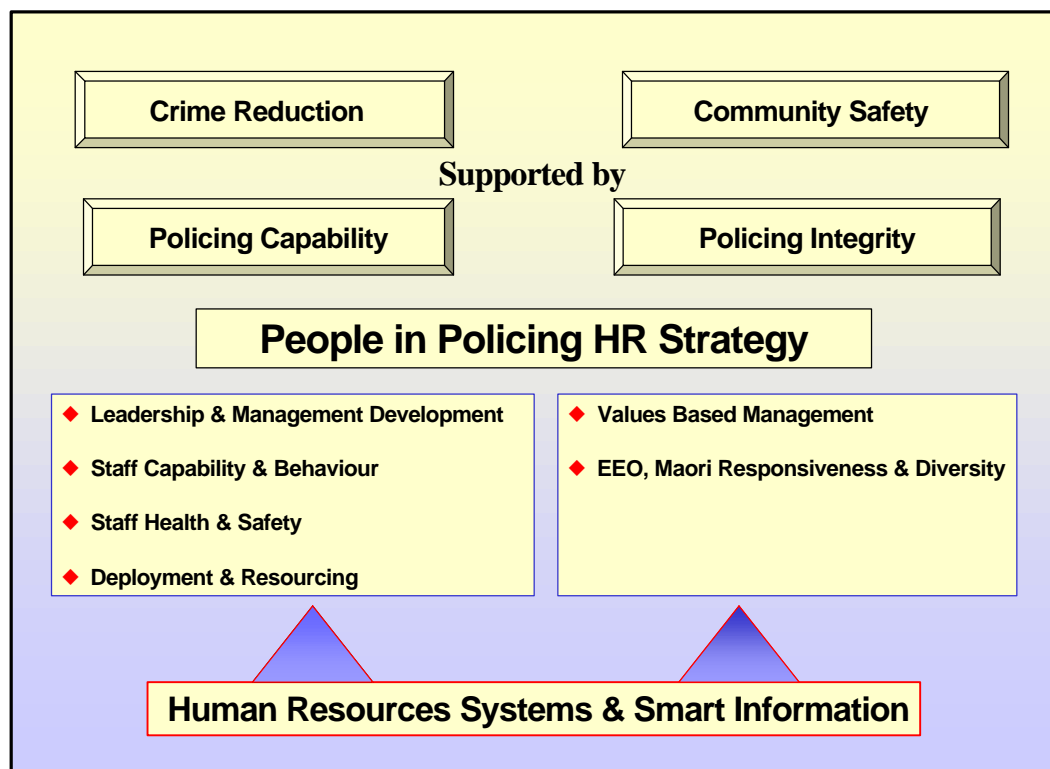 Crime Reduction
Community Safety
Supported by
Policing Capability
Policing Integrity
People in Policing HR Strategy
Leadership & Management Development
Staff Capability & Behaviour
Staff Health & Safety
Deployment & Resourcing
Values Based Management
EEO, Maori Responsiveness & Diversity
Human Resources Systems & Smart Information